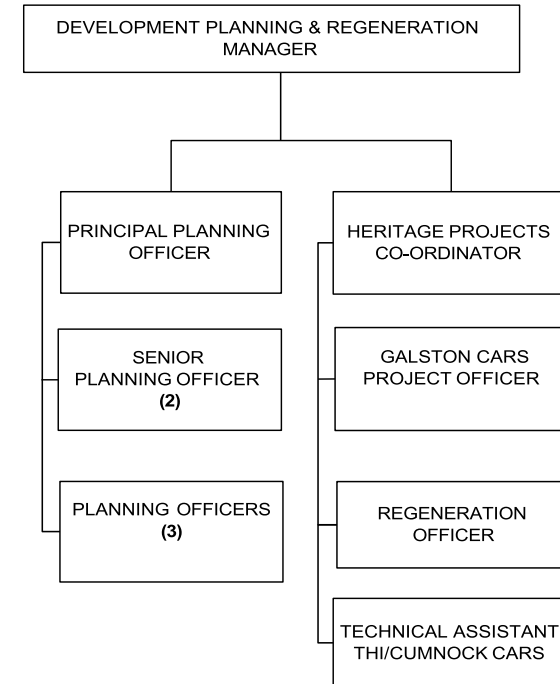 DEVELOPMENT PLANNING & REGENERATION
MANAGER
PRINCIPAL PLANNING
OFFICER
SENIOR
PLANNING OFFICER
(2)
PLANNING OFFICERS
(3)
HERITAGE PROJECTS
CO-ORDINATOR
GALSTON CARS
PROJECT OFFICER
REGENERATION
OFFICER
TECHNICAL ASSISTANT
THI/CUMNOCK CARS